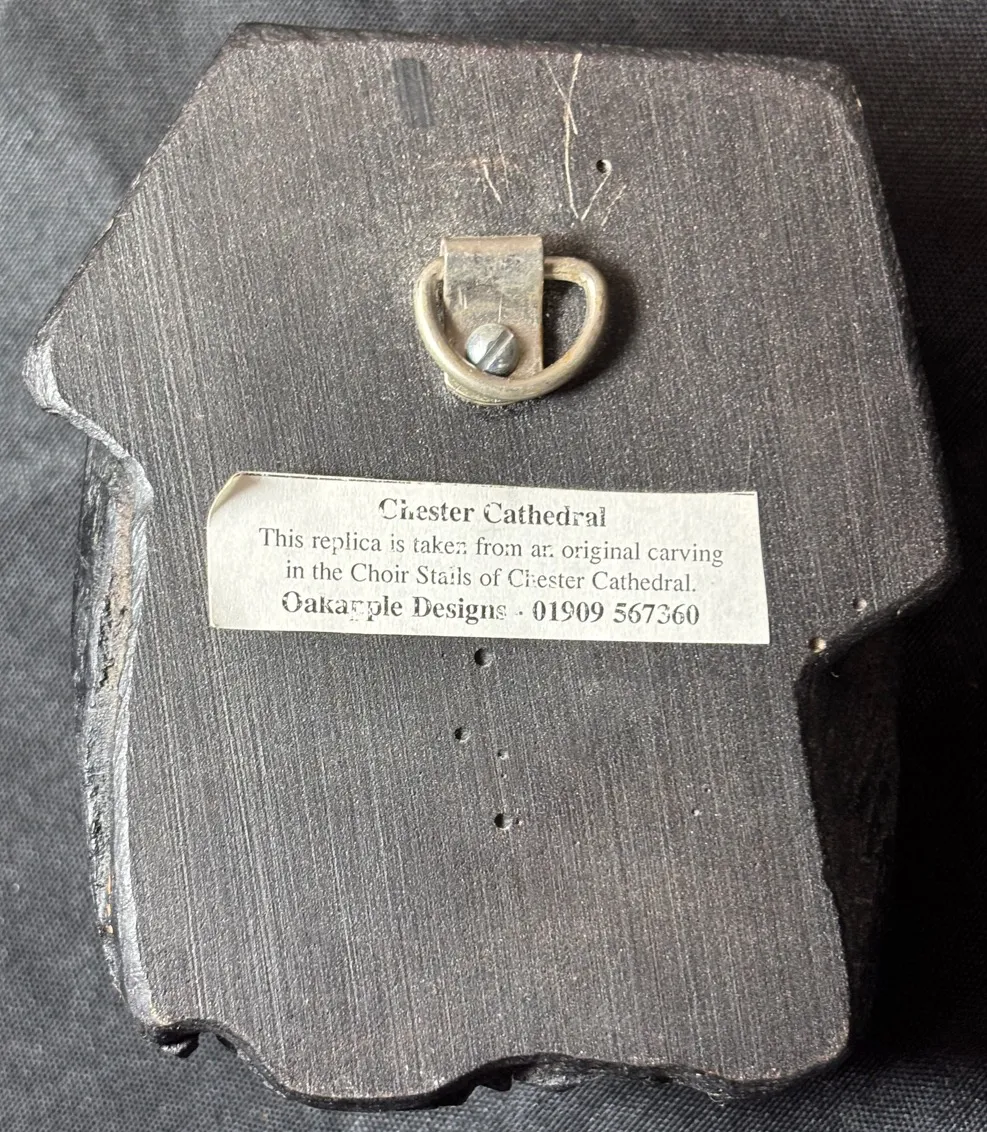 Chester Cathedral
This replica is taken from an original carving
in the Choir Stalls of Chester Cathedral.
Oakapple Designs - 01909 567360